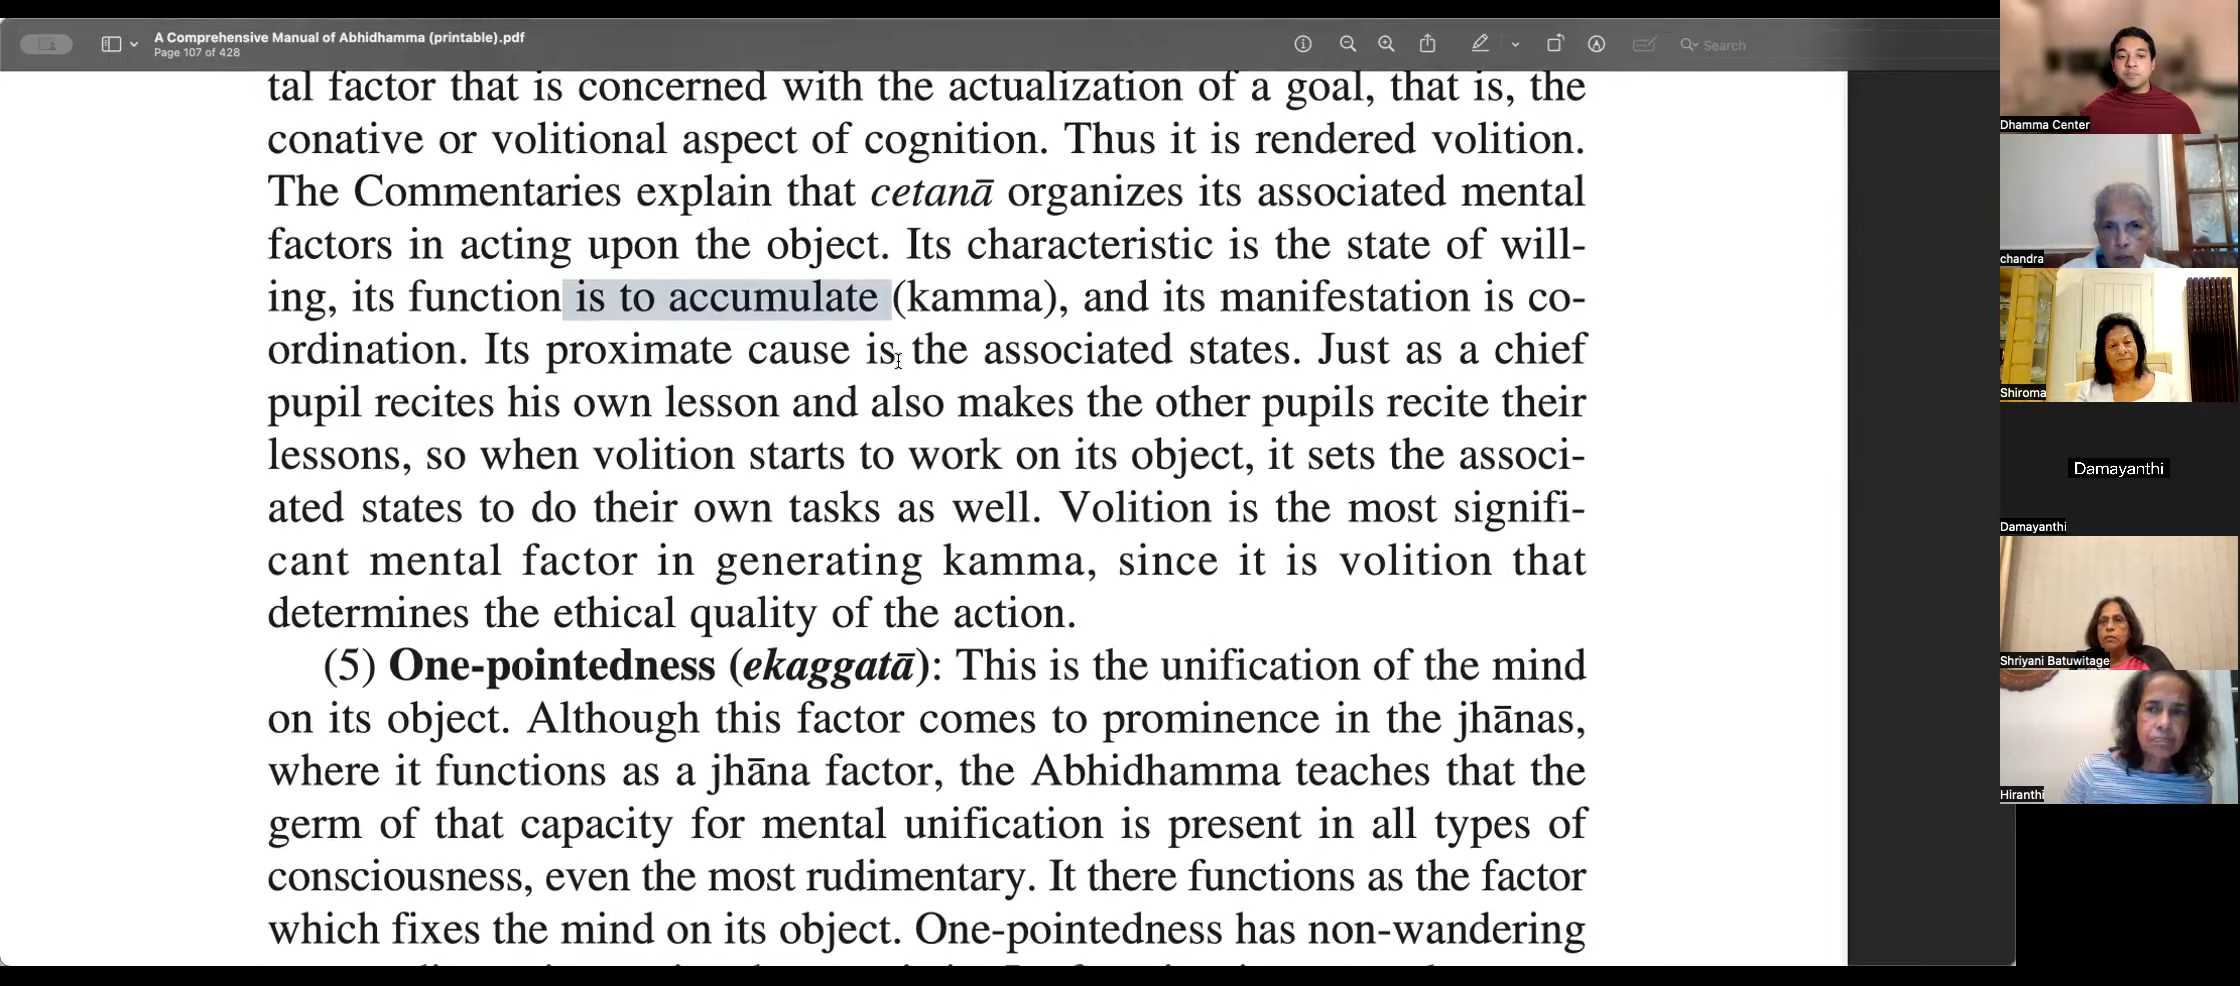 A Comprehensive Manual of Abhidhamma (printable).pdf
Page 107 of 428
Search
tal factor that is concerned with the actualization of a goal, that is, the
conative or volitional aspect of cognition. Thus it is rendered volition.
The Commentaries explain that cetanā organizes its associated mental
factors in acting upon the object. Its characteristic is the state of will-
ing, its function is to accumulate (kamma), and its manifestation is co-
ordination. Its proximate cause is the associated states. Just as a chief
pupil recites his own lesson and also makes the other pupils recite their
lessons, so when volition starts to work on its object, it sets the associ-
ated states to do their own tasks as well. Volition is the most signifi-
cant mental factor in generating kamma, since it is volition that
determines the ethical quality of the action.
(5) One-pointedness (ekaggatā): This is the unification of the mind
on its object. Although this factor comes to prominence in the jhānas,
where it functions as a jhāna factor, the Abhidhamma teaches that the
germ of that capacity for mental unification is present in all types of
consciousness, even the most rudimentary. It there functions as the factor
which fixes the mind on its object. One-pointedness has non-wandering
Dhamma Center
chandra
Shiroma
Damayanthi
Damayanthi
Shriyani Batuwitage
Hiranthi